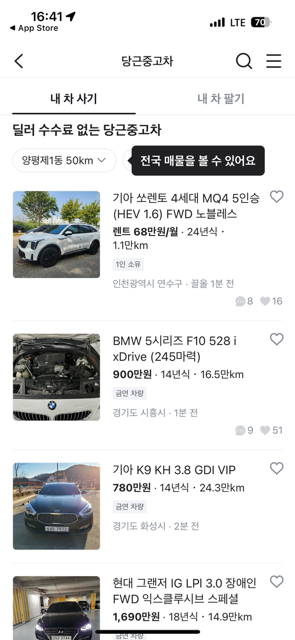 16:41
LTE 70
App Store
당근중고차
내 차 사기
내 차 팔기
딜러 수수료 없는 당근중고차
양평제1동 50km
전국 매물을 볼 수 있어요
기아 쏘렌토 4세대 MQ4 5인승
(HEV 1.6) FWD 노블레스
렌트 68만원/월 · 24년식 ·
1.1만km
1인 소유
인천광역시 연수구 · 끌올 1분 전
8 16
BMW 5시리즈 F10 528 i
xDrive (245마력)
900만원 · 14년식 · 16.5만km
금연 차량
경기도 시흥시 · 1분 전
9 51
기아 K9 KH 3.8 GDI VIP
780만원 · 14년식 · 24.3만km
금연 차량
경기도 화성시 · 2분 전
현대 그랜저 IG LPI 3.0 장애인
FWD 익스클루시브 스페셜
1,690만원 · 18년식 · 14.9만km
금연 차량